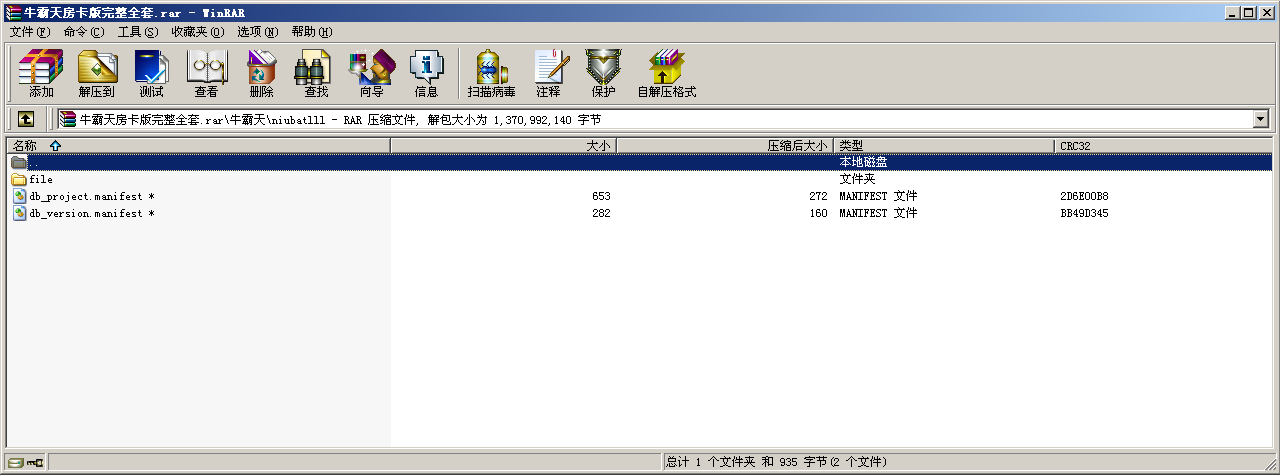 牛霸天房卡版完整全套.rar - WinRAR
文件(F) 命令(C) 工具(S) 收藏夹(O) 选项(N) 帮助(H)
添加 解压到 测试 查看 删除 查找 向导 信息 扫描病毒 注释 保护 自解压格式
牛霸天房卡版完整全套.rar\牛霸天\niubatlll - RAR 压缩文件, 解包大小为 1,370,992,140 字节
名称 大小 压缩后大小 类型 CRC32
.. 本地磁盘
file 文件夹
db_project.manifest * 653 272 MANIFEST 文件 2D6E00B8
db_version.manifest * 282 160 MANIFEST 文件 BB49D345
总计 1 个文件夹 和 935 字节(2 个文件)